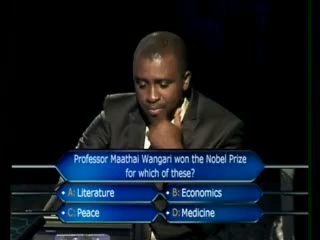 Professor Maathai Wangari won the Nobel Prize
for which of these?
A: Literature
B: Economics
C: Peace
D: Medicine